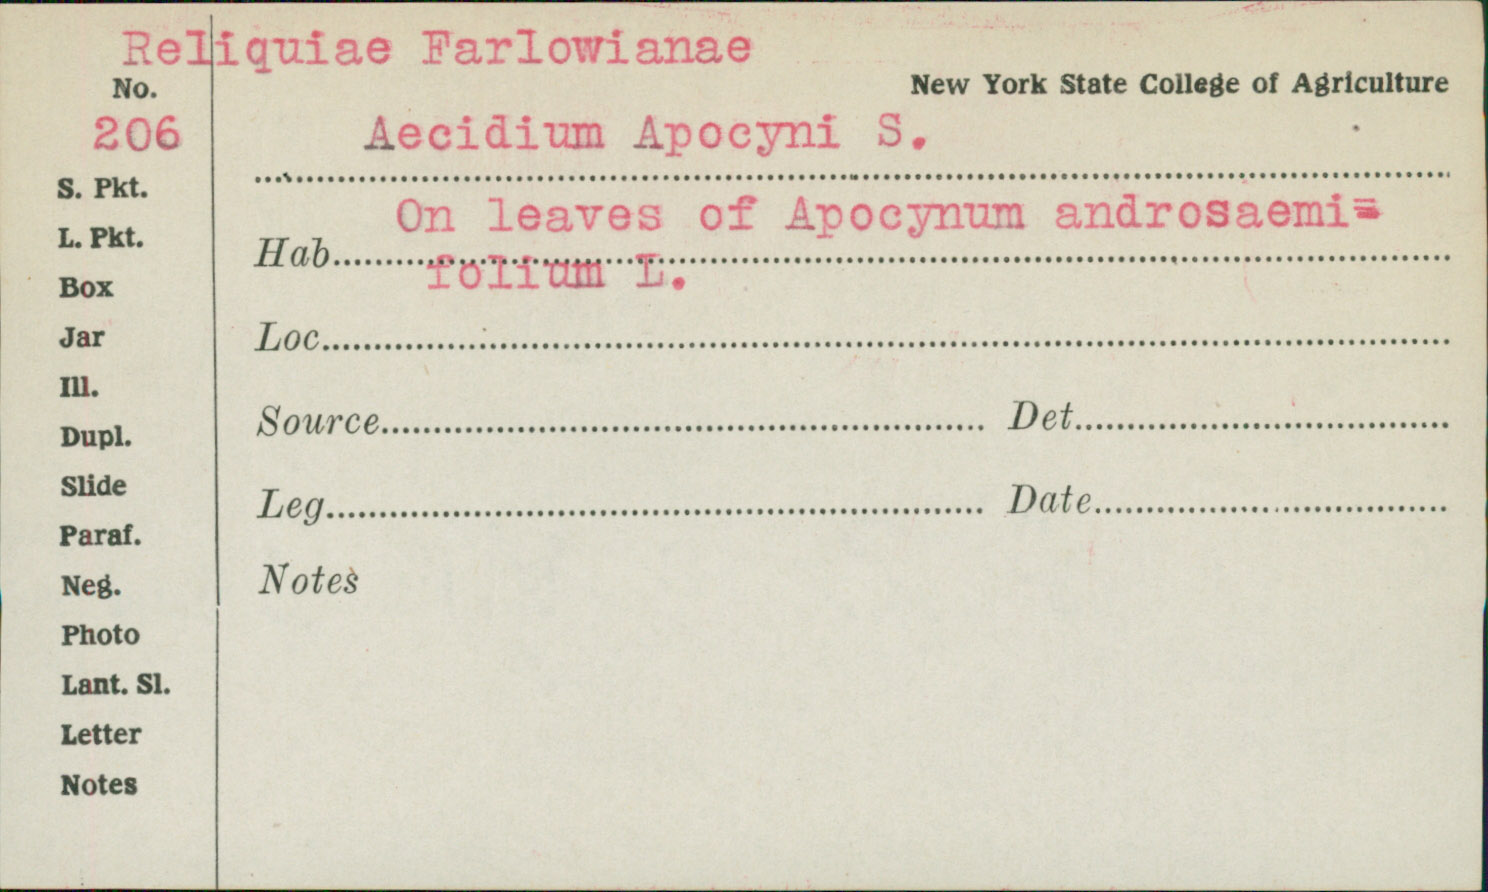 Reliquiae Farlowianae
No.
New York State College of Agriculture
206
Aecidium Apocyni S.
S. Pkt.
On leaves of Apocynum androsaemi=
L. Pkt.
Hab.
folium L.
Box
Jar
Loc.
Ill.
Source
Det.
Dupl.
Slide
Leg.
Date
Paraf.
Neg.
Notes
Photo
Lant. Sl.
Letter
Notes